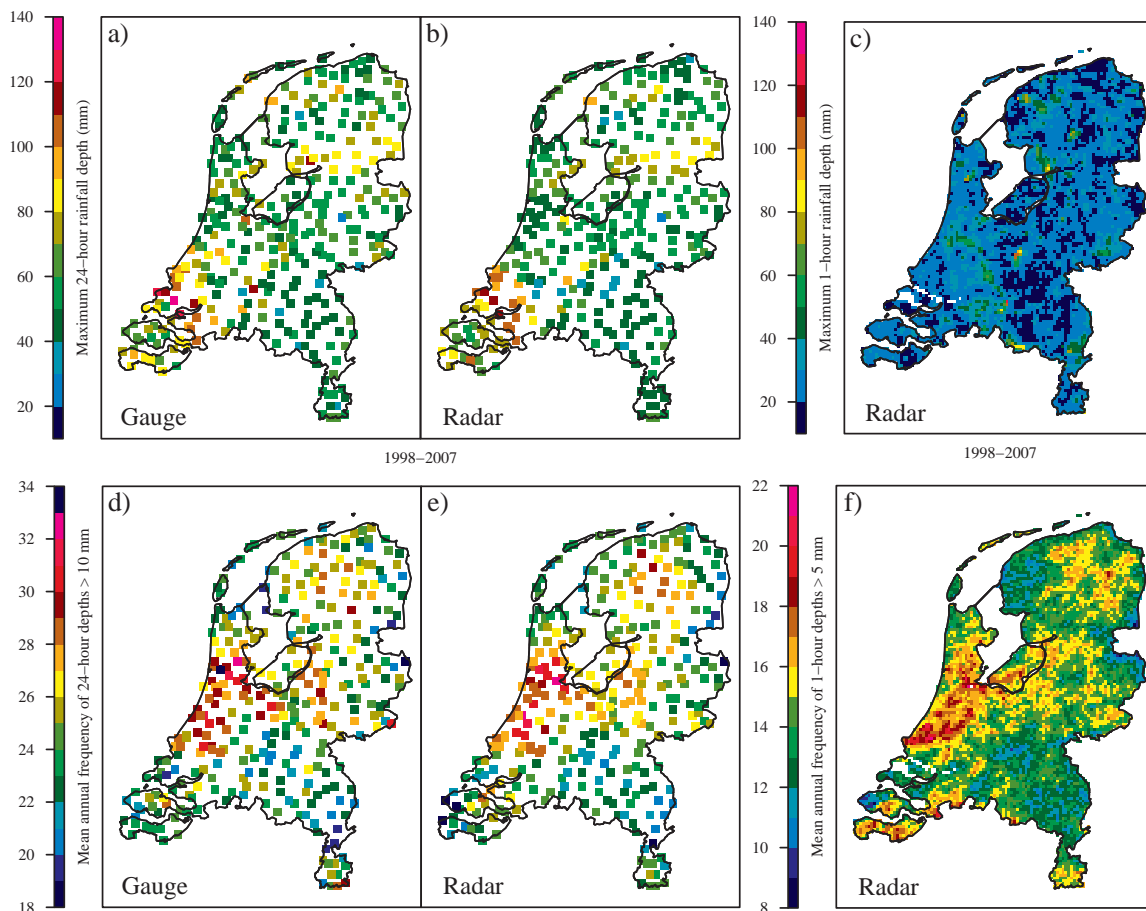 140
120
100
80
60
40
20
Maximum 24−hour rainfall depth (mm)
a)
Gauge
b)
Radar
140
120
100
80
60
40
20
Maximum 1−hour rainfall depth (mm)
c)
Radar
1998−2007
1998−2007
34
32
30
28
26
24
22
20
18
Mean annual frequency of 24−hour depths > 10 mm
d)
Gauge
e)
Radar
22
20
18
16
14
12
10
8
Mean annual frequency of 1−hour depths > 5 mm
f)
Radar